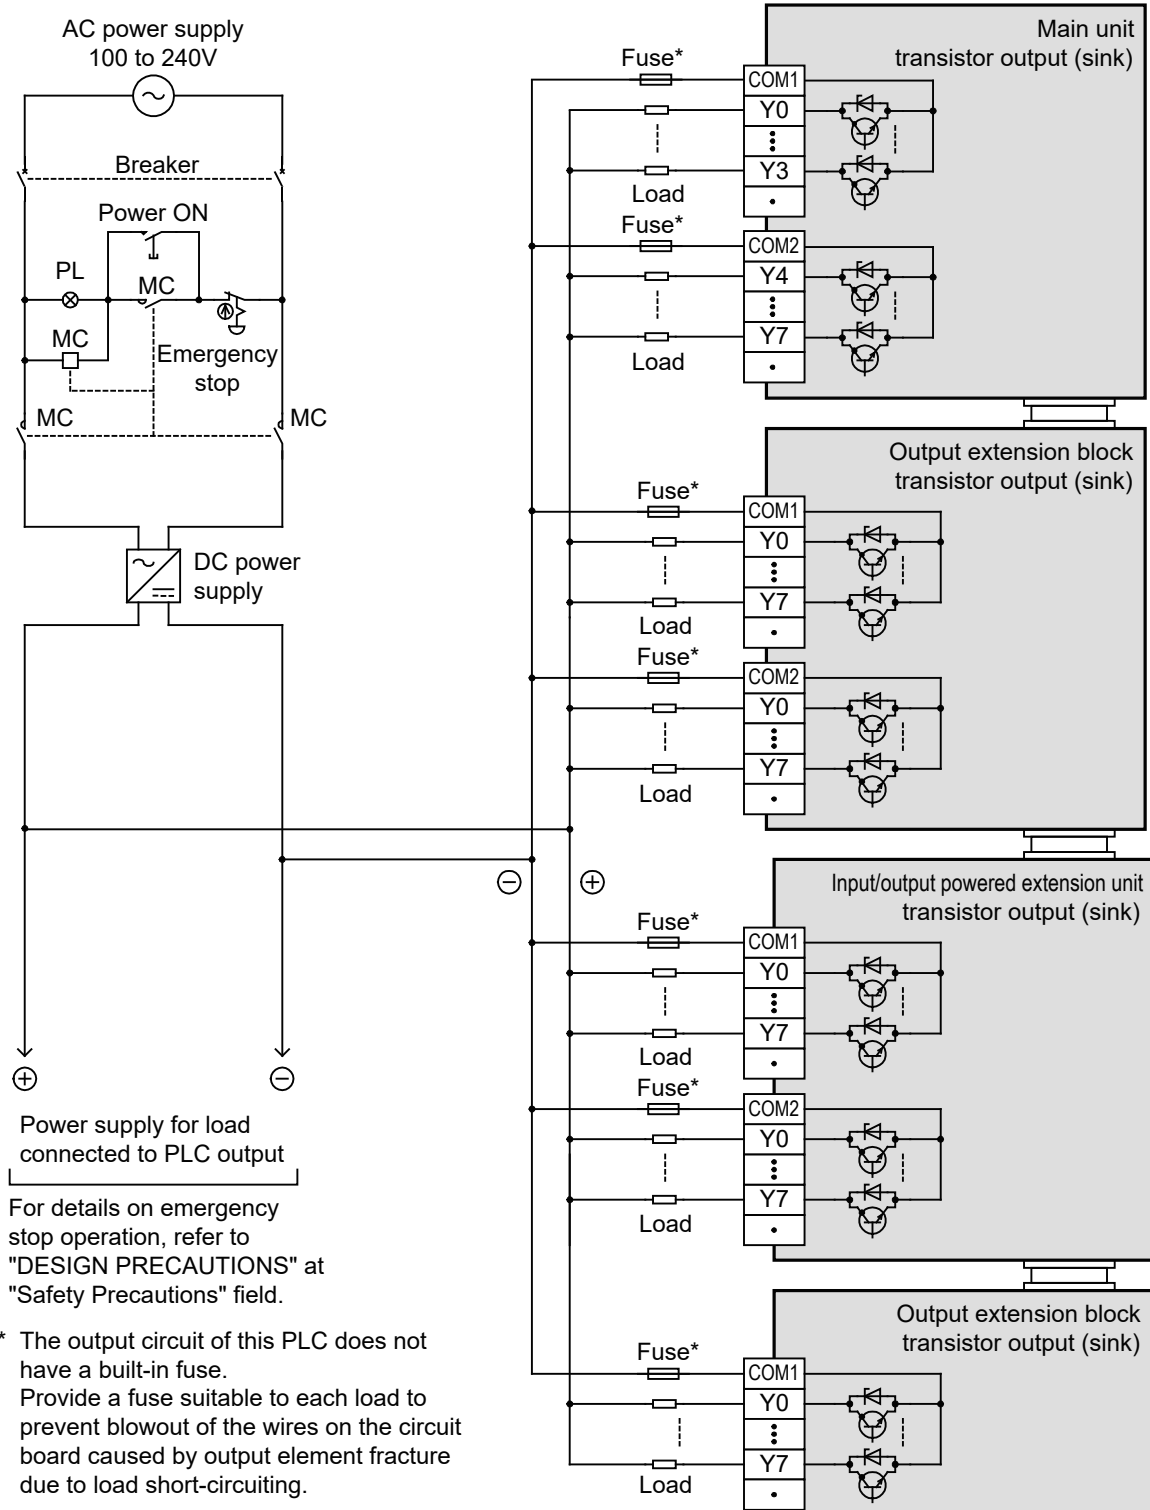 AC power supply
100 to 240V
Breaker
Power ON
PL
MC
MC
Emergency
stop
MC
MC
DC power
supply
Power supply for load
connected to PLC output
For details on emergency
stop operation, refer to
"DESIGN PRECAUTIONS" at
"Safety Precautions" field.
* The output circuit of this PLC does not
have a built-in fuse.
Provide a fuse suitable to each load to
prevent blowout of the wires on the circuit
board caused by output element fracture
due to load short-circuiting.
Main unit
transistor output (sink)
Fuse*
COM1
Y0
Y3
Load
Fuse*
COM2
Y4
Y7
Load
Output extension block
transistor output (sink)
Fuse*
COM1
Y0
Y7
Load
Fuse*
COM2
Y0
Y7
Load
Input/output powered extension unit
transistor output (sink)
Fuse*
COM1
Y0
Y7
Load
Fuse*
COM2
Y0
Y7
Load
Output extension block
transistor output (sink)
Fuse*
COM1
Y0
Y7
Load